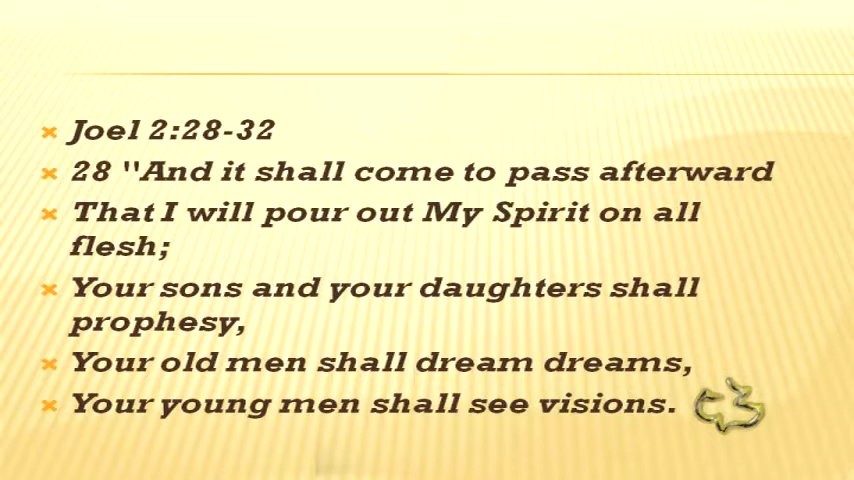 Joel 2:28-32
28 "And it shall come to pass afterward
That I will pour out My Spirit on all
flesh;
Your sons and your daughters shall
prophesy,
Your old men shall dream dreams,
Your young men shall see visions.